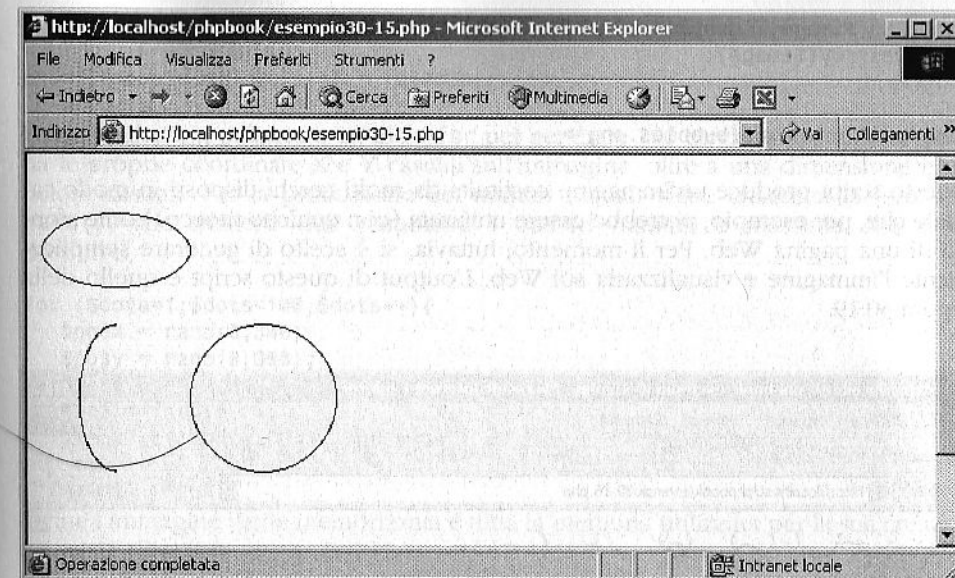 http://localhost/phpbook/esempio30-15.php - Microsoft Internet Explorer
File Modifica Visualizza Preferiti Strumenti ?
Indietro Cerca Preferiti Multimedia
Indirizzo http://localhost/phpbook/esempio30-15.php Vai Collegamenti »
Operazione completata Intranet locale